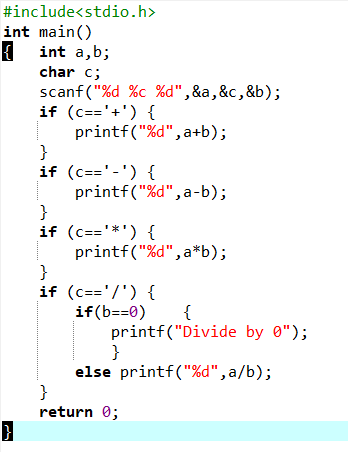 #include<stdio.h>
int main()
{   int a,b;
    char c;
    scanf("%d %c %d",&a,&c,&b);
    if (c=='+') {
        printf("%d",a+b);
    }
    if (c=='-') {
        printf("%d",a-b);
    }
    if (c=='*') {
        printf("%d",a*b);
    }
    if (c=='/') {
        if(b==0)    {
            printf("Divide by 0");
            }
        else printf("%d",a/b);
    }
    return 0;
}